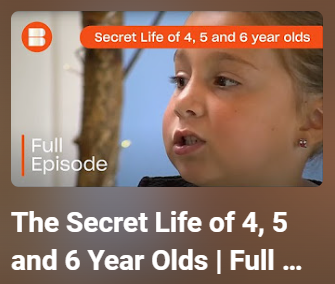 B
Secret Life of 4, 5 and 6 year olds
Full
Episode
The Secret Life of 4, 5
and 6 Year Olds | Full ...